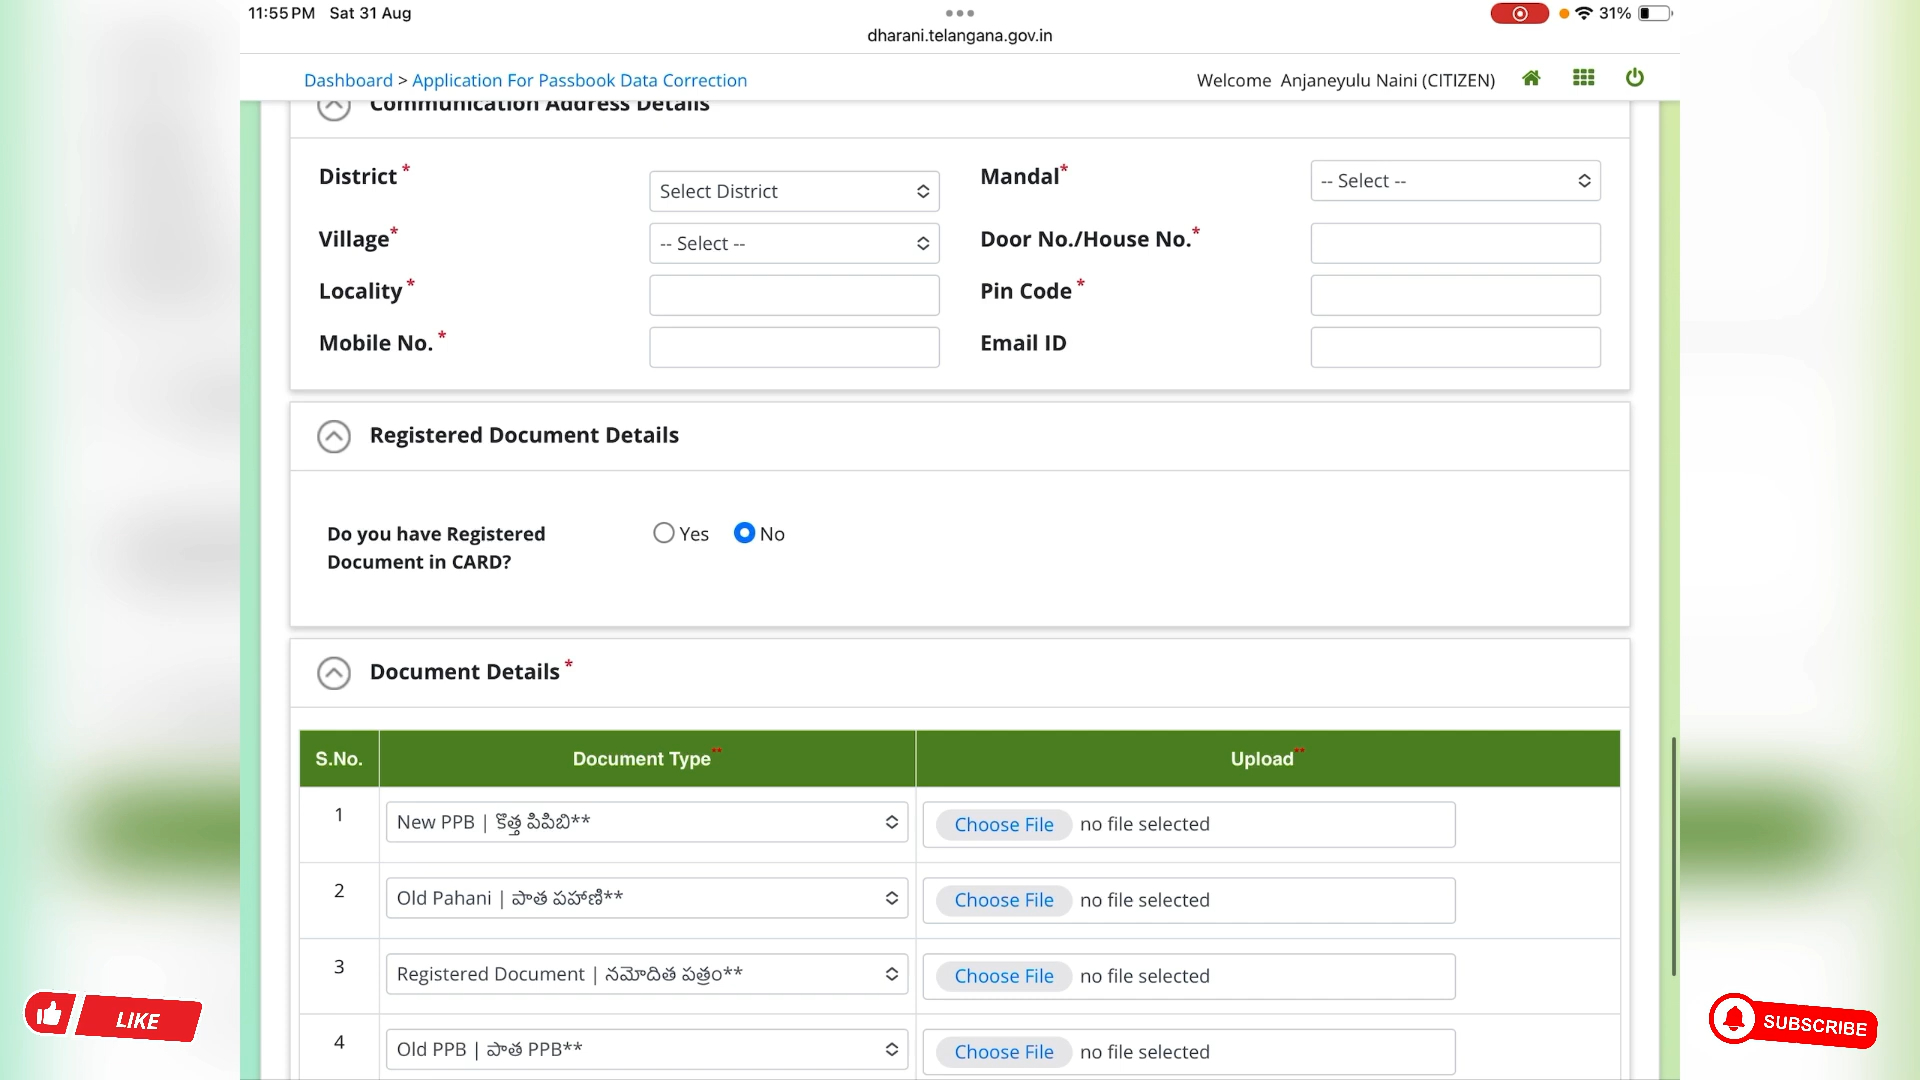 11:55 PM Sat 31 Aug
31%
dharani.telangana.gov.in
Dashboard > Application For Passbook Data Correction
Welcome Anjaneyulu Naini (CITIZEN)
Communication Address Details
District * Select District Mandal* -- Select --
Village* -- Select -- Door No./House No.*
Locality * Pin Code *
Mobile No. * Email ID
Registered Document Details
Do you have Registered Yes No
Document in CARD?
Document Details *
S.No. Document Type** Upload**
1 New PPB | కొత్త పిపిబి** Choose File no file selected
2 Old Pahani | పాత పహాణి** Choose File no file selected
3 Registered Document | నమోదిత పత్రం** Choose File no file selected
4 Old PPB | పాత PPB** Choose File no file selected
LIKE
SUBSCRIBE